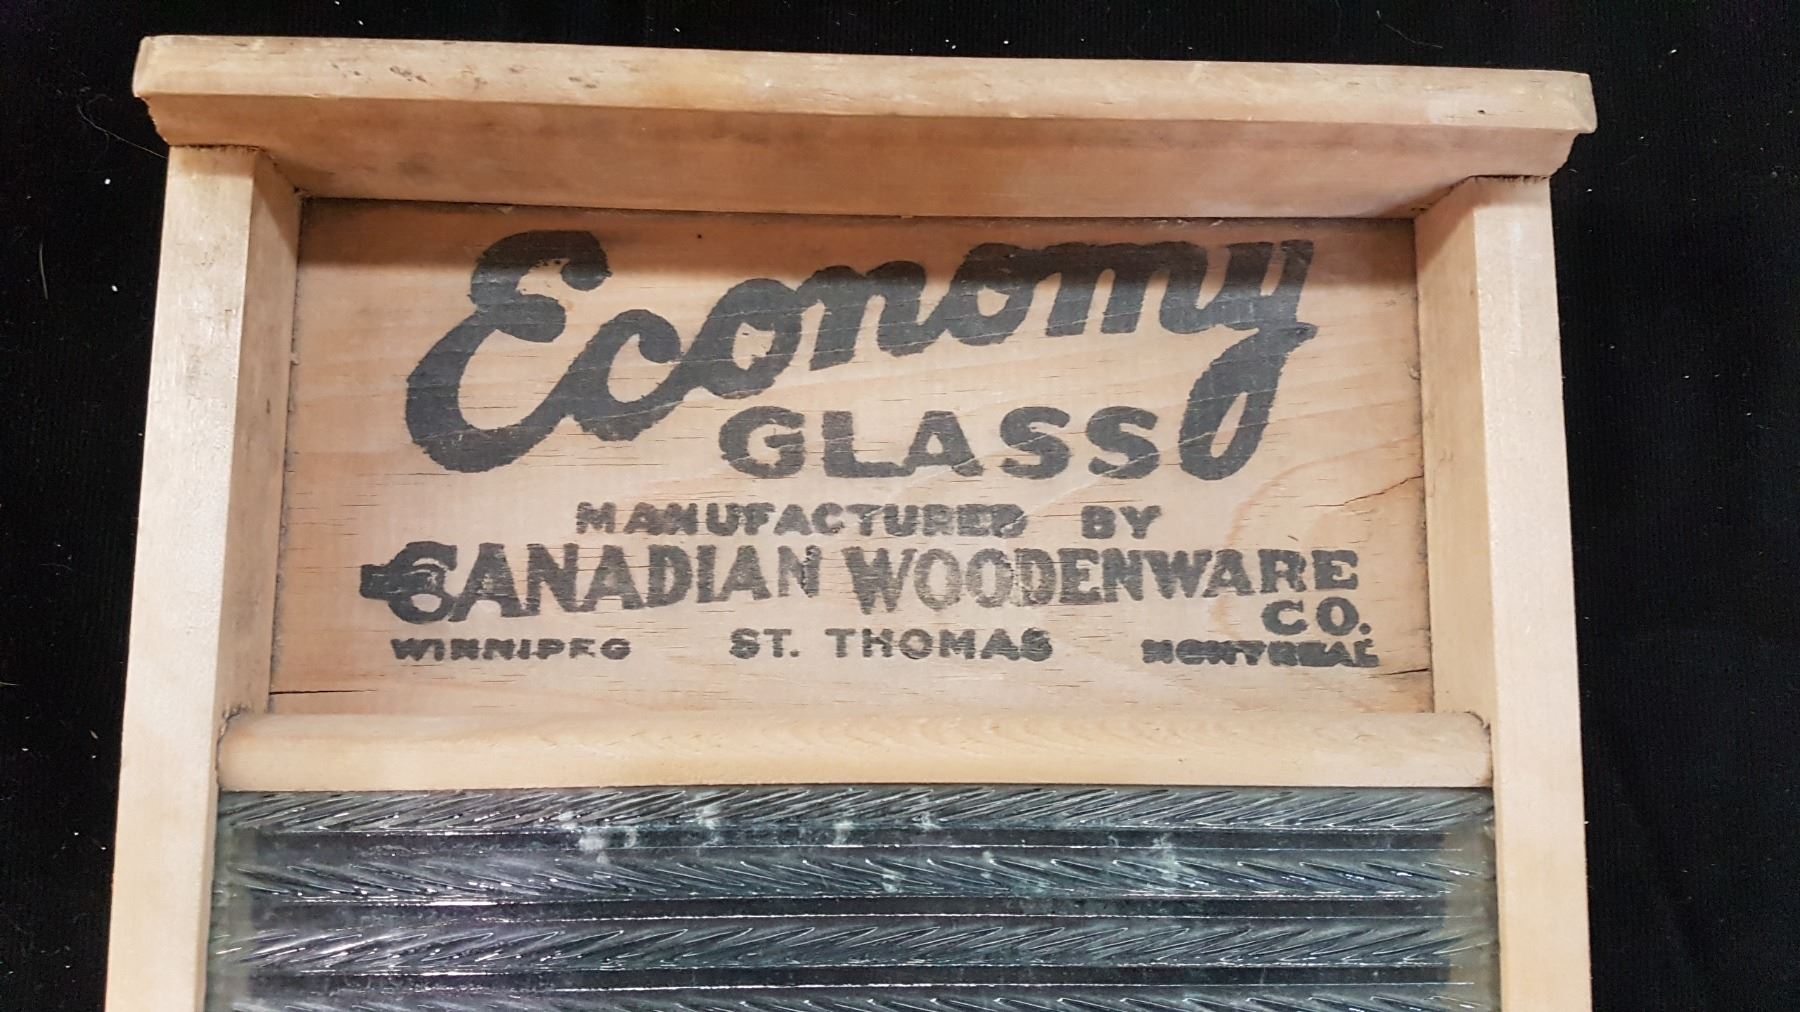 Economy
GLASS
MANUFACTURED BY
CANADIAN WOODENWARE
CO.
WINNIPEG ST. THOMAS MONTREAL